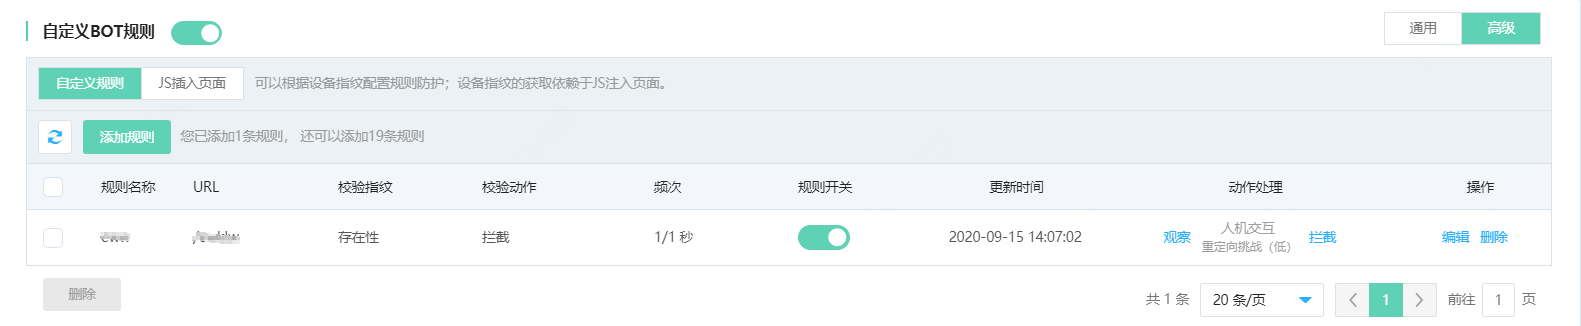 自定义BOT规则
通用 高级
自定义规则 JS插入页面 可以根据设备指纹配置规则防护；设备指纹的获取依赖于JS注入页面。
添加规则 您已添加1条规则， 还可以添加19条规则
规则名称 URL 校验指纹 校验动作 频次 规则开关 更新时间 动作处理 操作
存在性 拦截 1/1 秒 2020-09-15 14:07:02 观察 人机交互 拦截 编辑 删除
重定向挑战（低）
删除
共 1 条 20 条/页 1 前往 1 页